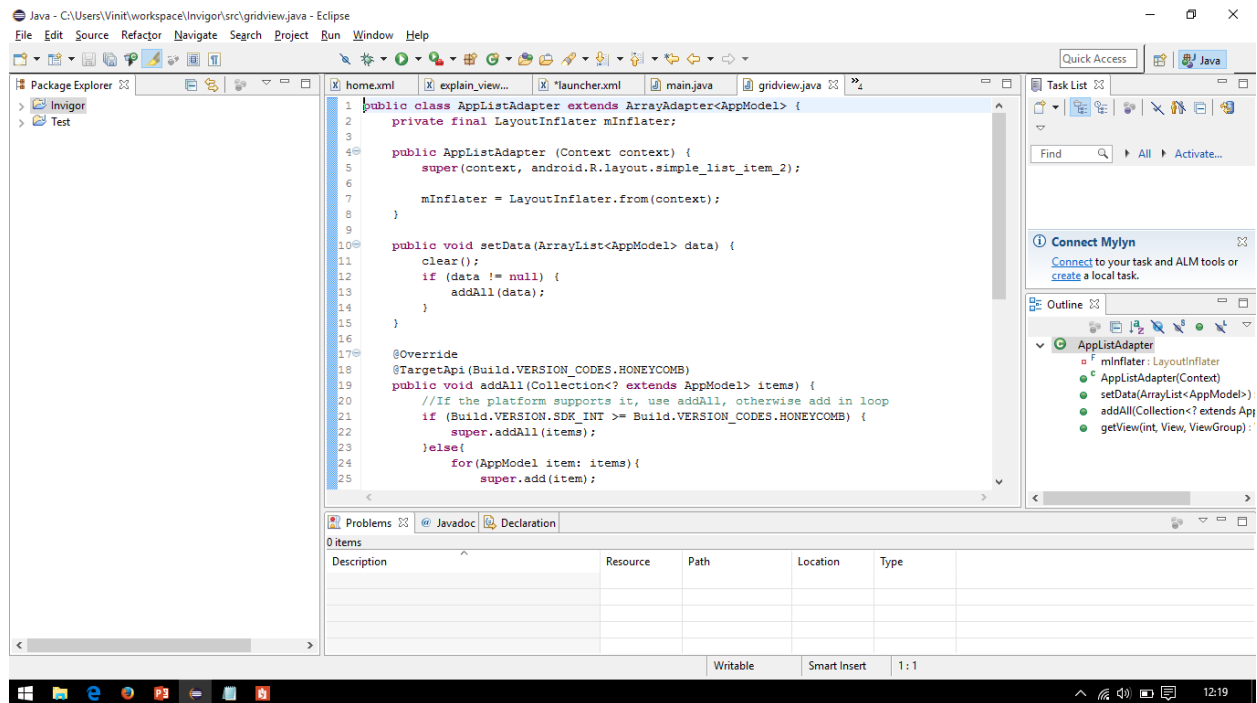 Java - C:\Users\Vinit\workspace\Invigor\src\gridview.java - Eclipse
File Edit Source Refactor Navigate Search Project Run Window Help
Quick Access
Java
Package Explorer
Invigor
Test
home.xml
explain_view...
*launcher.xml
main.java
gridview.java
»4
1 public class AppListAdapter extends ArrayAdapter<AppModel> {
2     private final LayoutInflater mInflater;
3
4     public AppListAdapter (Context context) {
5         super(context, android.R.layout.simple_list_item_2);
6
7         mInflater = LayoutInflater.from(context);
8     }
9
10     public void setData(ArrayList<AppModel> data) {
11         clear();
12         if (data != null) {
13             addAll(data);
14         }
15     }
16
17     @Override
18     @TargetApi(Build.VERSION_CODES.HONEYCOMB)
19     public void addAll(Collection<? extends AppModel> items) {
20         //If the platform supports it, use addAll, otherwise add in loop
21         if (Build.VERSION.SDK_INT >= Build.VERSION_CODES.HONEYCOMB) {
22             super.addAll(items);
23         }else{
24             for(AppModel item: items){
25                 super.add(item);
Task List
Find
All
Activate...
Connect Mylyn
Connect to your task and ALM tools or
create a local task.
Outline
AppListAdapter
mInflater : LayoutInflater
AppListAdapter(Context)
setData(ArrayList<AppModel>) :
addAll(Collection<? extends App
getView(int, View, ViewGroup) :
Problems
@ Javadoc
Declaration
0 items
Description Resource Path Location Type
Writable
Smart Insert
1 : 1
12:19